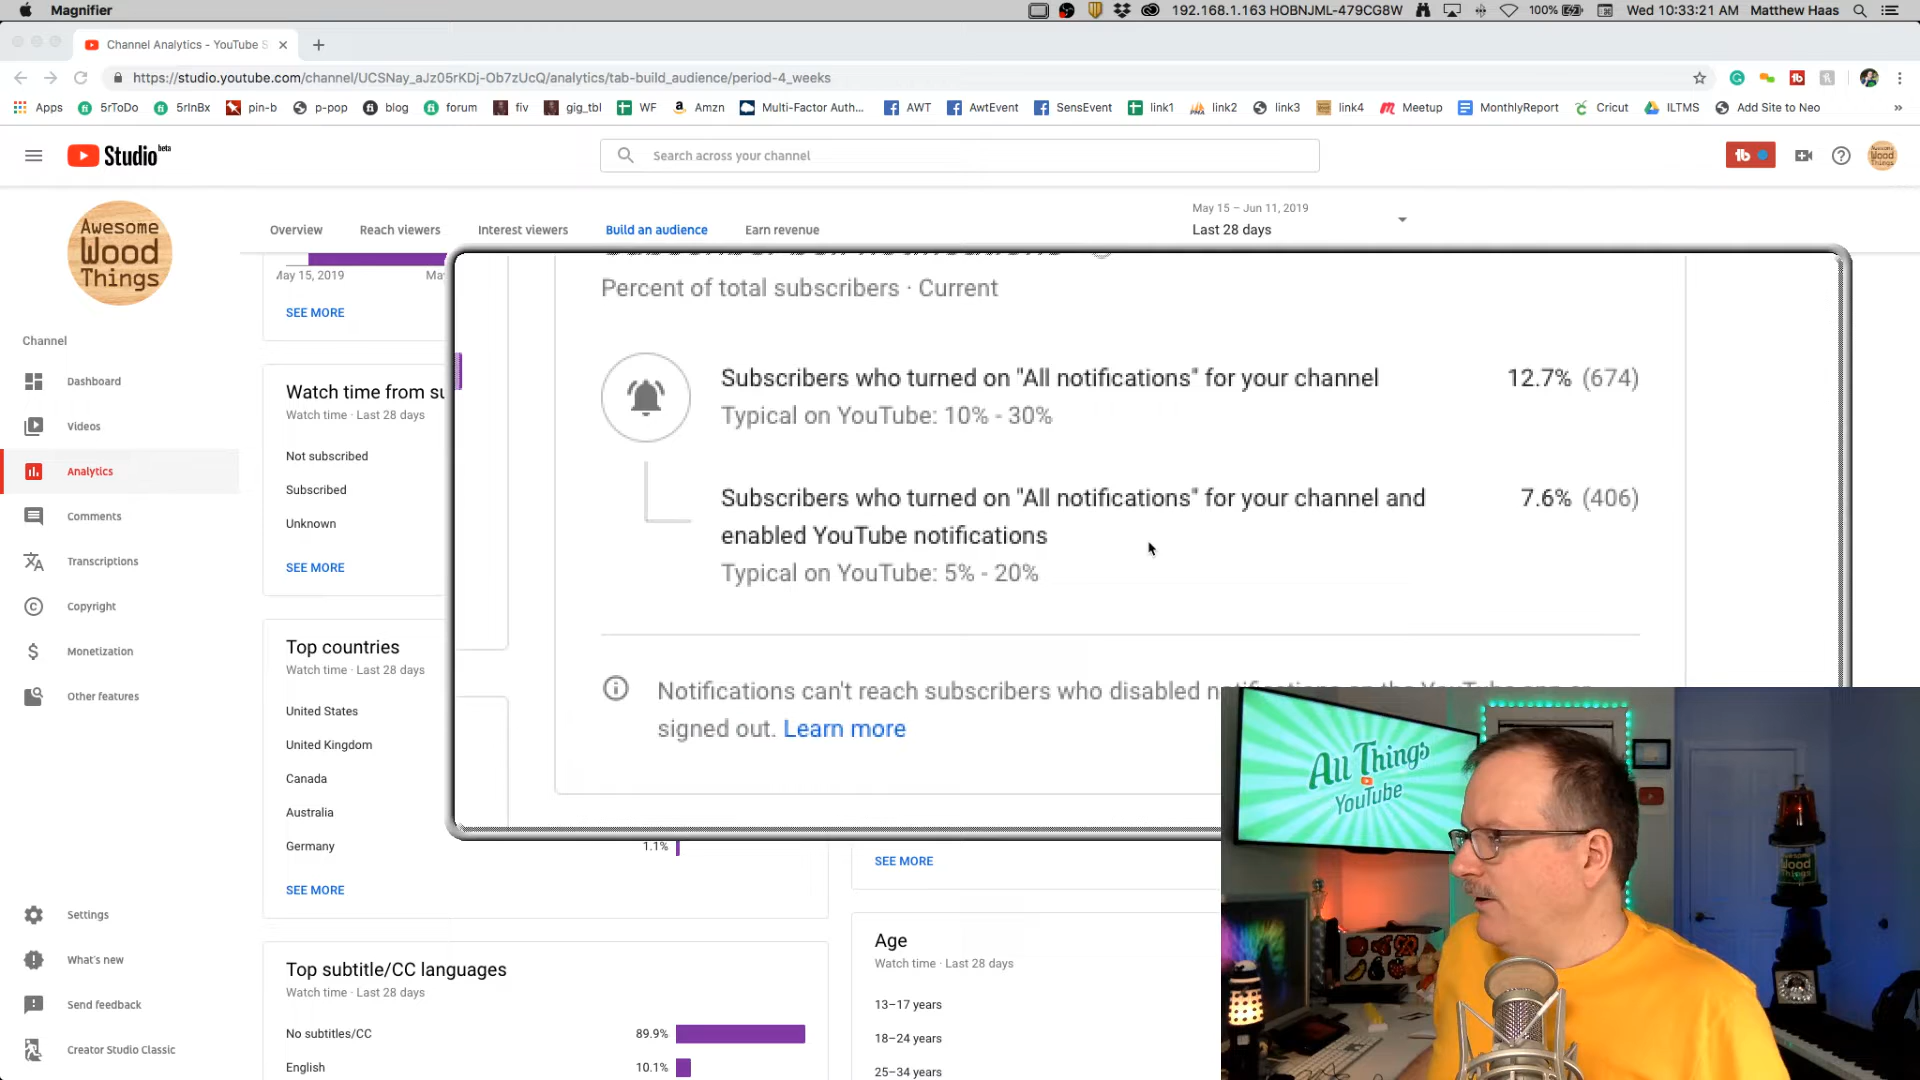 Magnifier
192.168.1.163 HOBNJML-479CG8W
100%
Wed 10:33:21 AM
Matthew Haas
Channel Analytics - YouTube S
https://studio.youtube.com/channel/UCSNay_aJz05rKDj-Ob7zUcQ/analytics/tab-build_audience/period-4_weeks
Apps
5rToDo
5rInBx
pin-b
p-pop
blog
forum
fiv
gig_tbl
WF
Amzn
Multi-Factor Auth...
AWT
AwtEvent
SensEvent
link1
link2
link3
link4
Meetup
MonthlyReport
Cricut
ILTMS
Add Site to Neo
Studio beta
Search across your channel
Awesome
Wood
Things
Overview
Reach viewers
Interest viewers
Build an audience
Earn revenue
May 15 – Jun 11, 2019
Last 28 days
Channel
Dashboard
Videos
Analytics
Comments
Transcriptions
Copyright
Monetization
Other features
Settings
What's new
Send feedback
Creator Studio Classic
May 15, 2019
SEE MORE
Watch time from su
Watch time · Last 28 days
Not subscribed
Subscribed
Unknown
SEE MORE
Top countries
Watch time · Last 28 days
United States
United Kingdom
Canada
Australia
Germany 1.1%
SEE MORE
Top subtitle/CC languages
Watch time · Last 28 days
No subtitles/CC 89.9%
English 10.1%
Percent of total subscribers · Current
Subscribers who turned on "All notifications" for your channel 12.7% (674)
Typical on YouTube: 10% - 30%
Subscribers who turned on "All notifications" for your channel and 7.6% (406)
enabled YouTube notifications
Typical on YouTube: 5% - 20%
Notifications can't reach subscribers who disabled
signed out. Learn more
SEE MORE
Age
Watch time · Last 28 days
13–17 years
18–24 years
25–34 years
All Things
YouTube